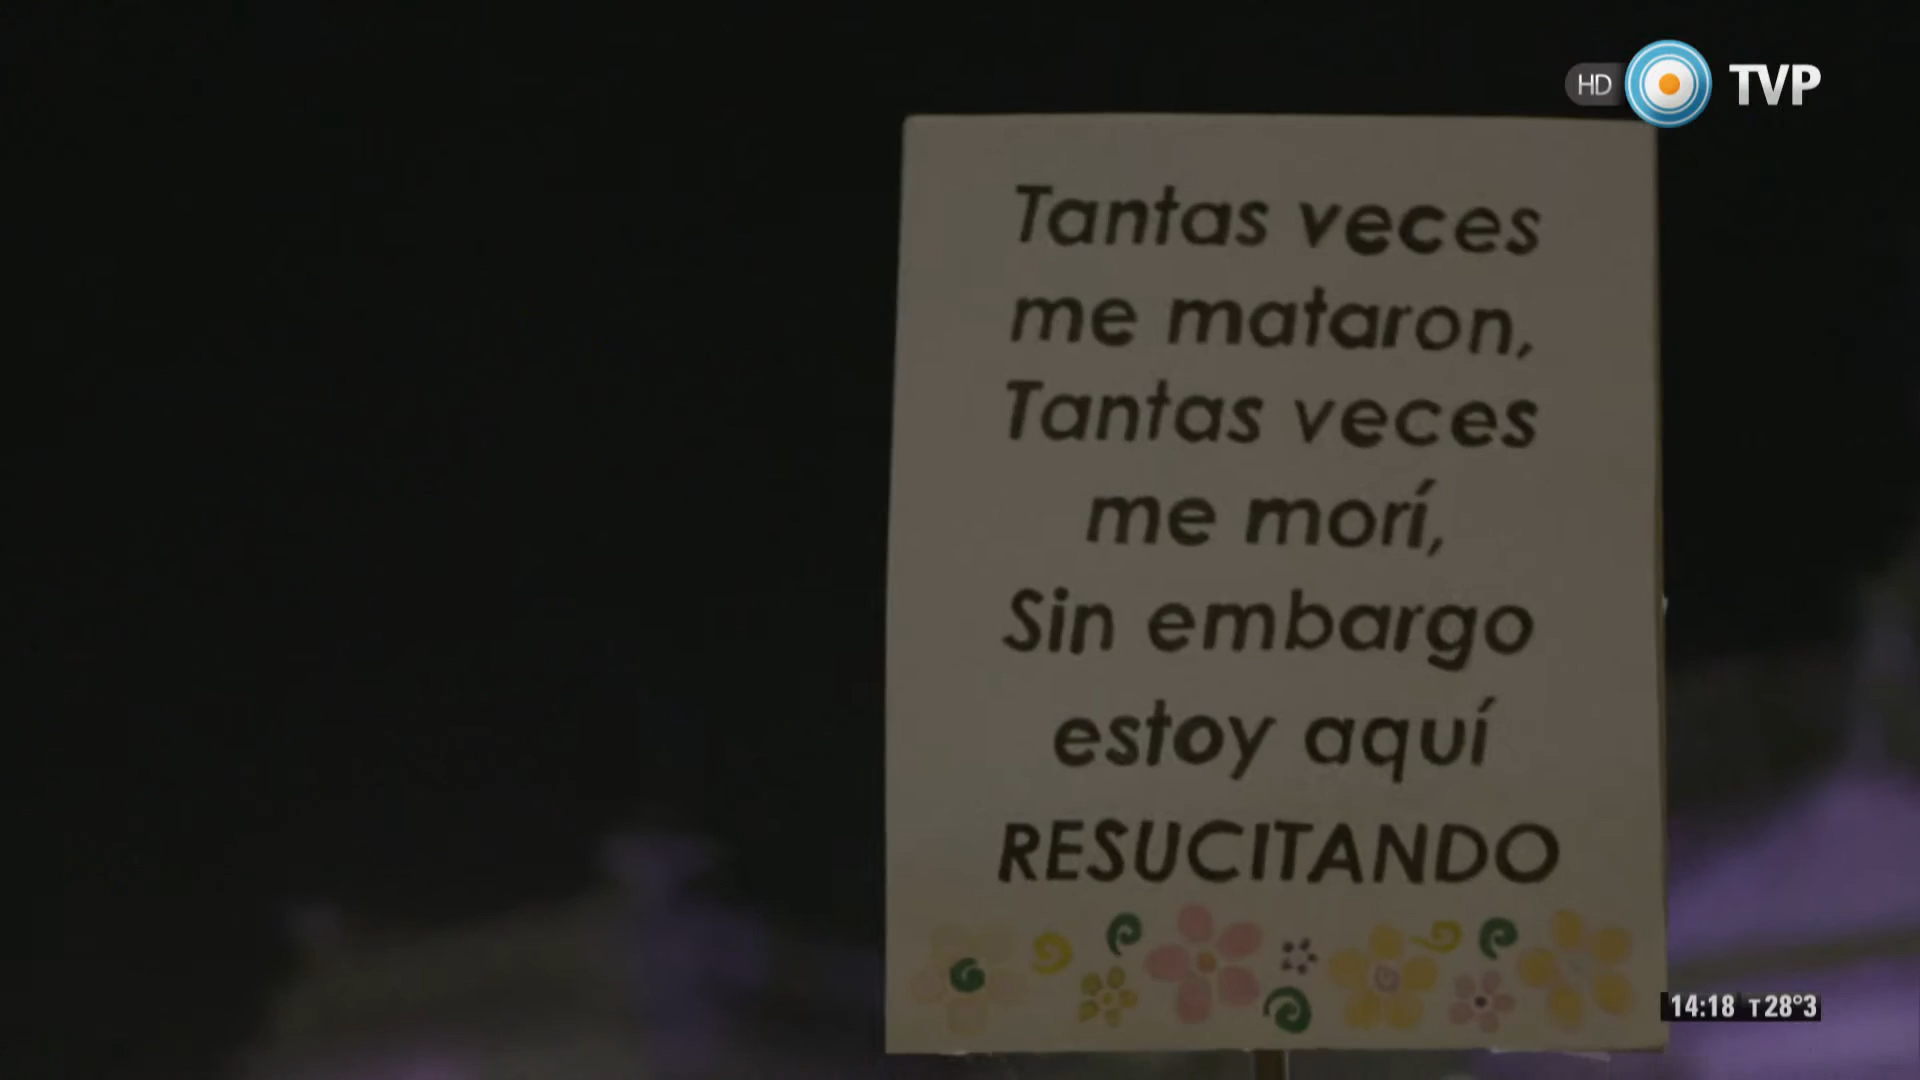 HD TVP
Tantas veces
me mataron,
Tantas veces
me morí,
Sin embargo
estoy aquí
RESUCITANDO
14:18 T28°3